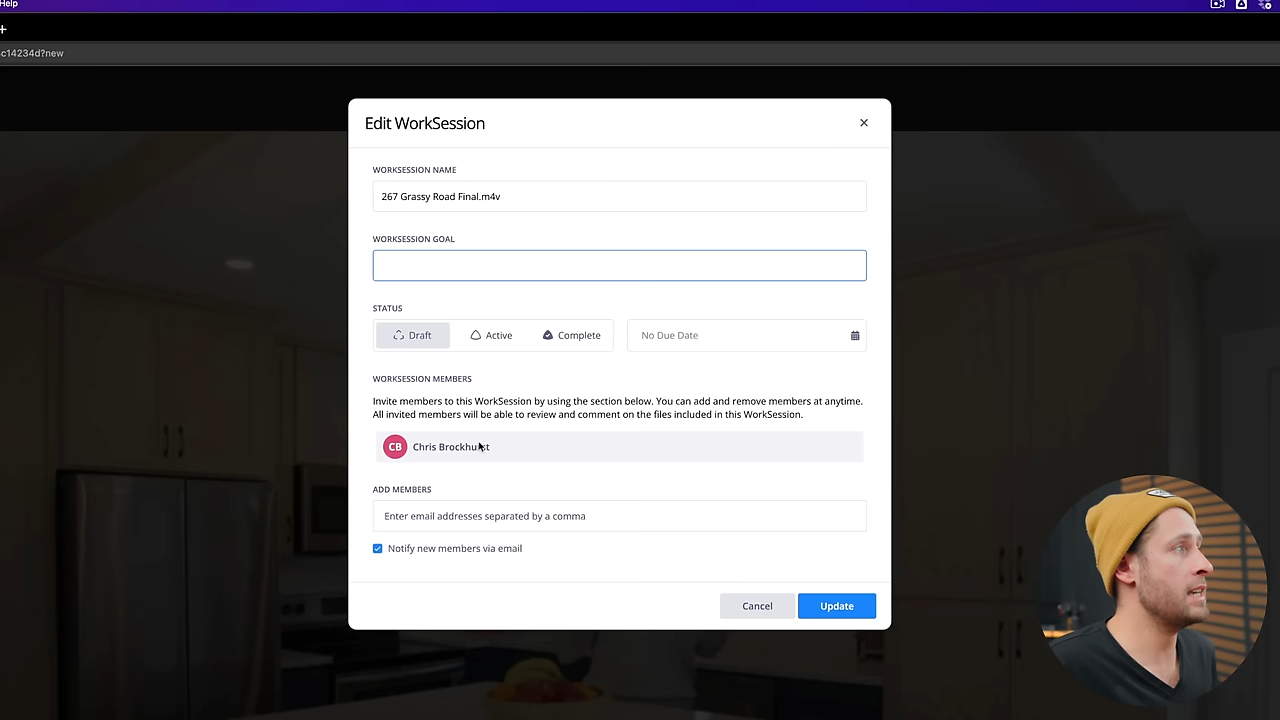 Help
+
c14234d?new
Edit WorkSession
×
WORKSESSION NAME
267 Grassy Road Final.m4v
WORKSESSION GOAL
STATUS
Draft
Active
Complete
No Due Date
WORKSESSION MEMBERS
Invite members to this WorkSession by using the section below. You can add and remove members at anytime.
All invited members will be able to review and comment on the files included in this WorkSession.
CB
Chris Brockhurst
ADD MEMBERS
Enter email addresses separated by a comma
Notify new members via email
Cancel
Update